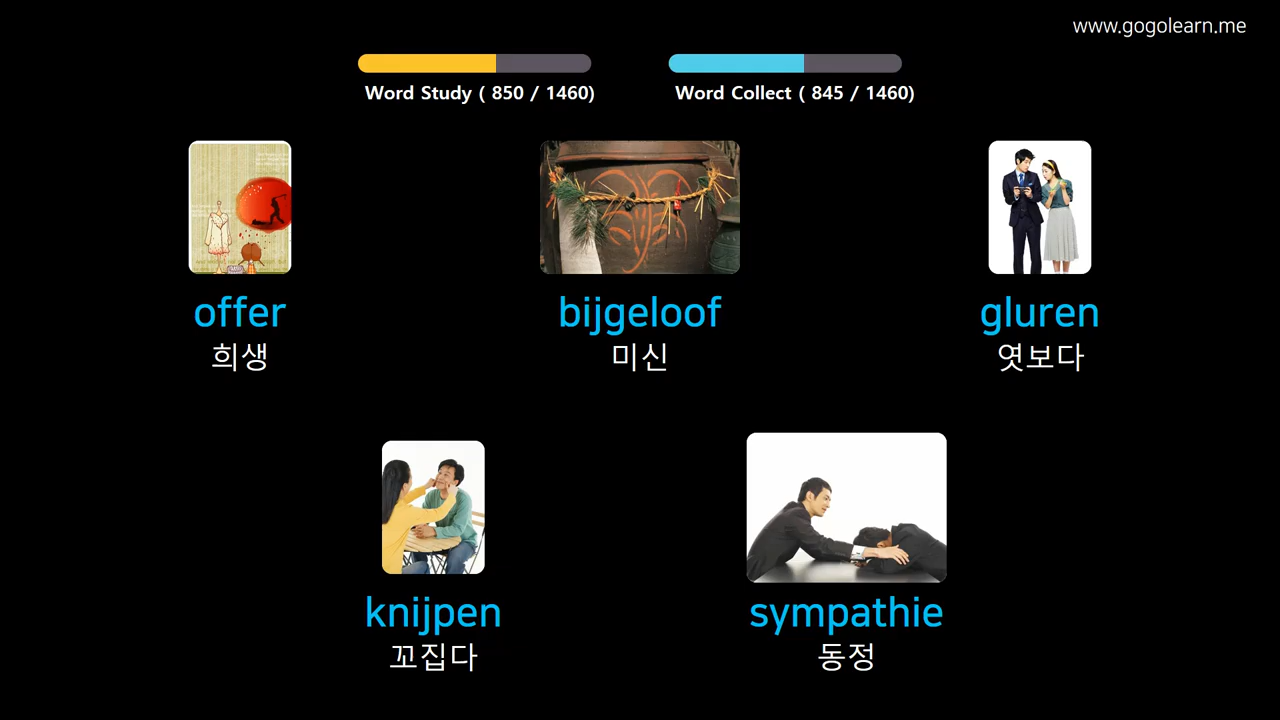 www.gogolearn.me
Word Study ( 850 / 1460)
Word Collect ( 845 / 1460)
offer
희생
bijgeloof
미신
gluren
엿보다
knijpen
꼬집다
sympathie
동정